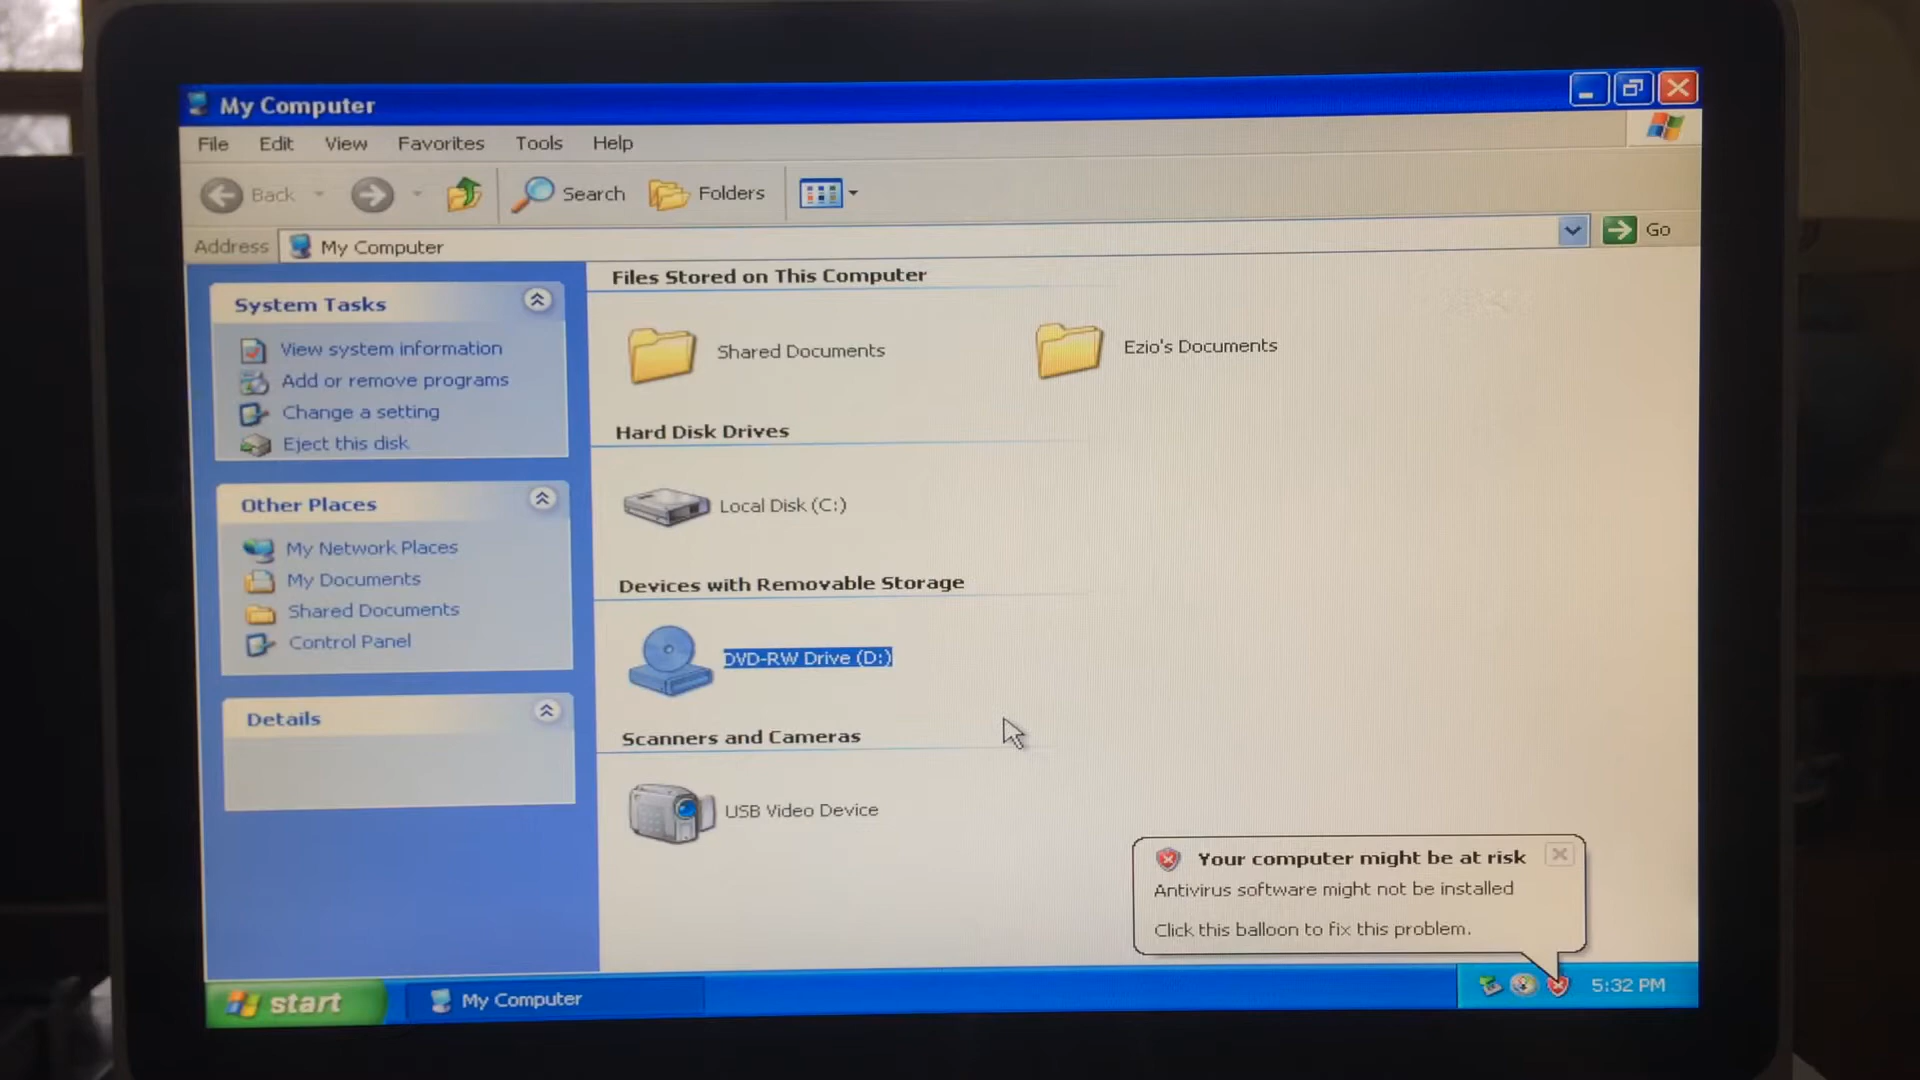 My Computer
File Edit View Favorites Tools Help
Back Search Folders
Address My Computer Go
System Tasks
View system information
Add or remove programs
Change a setting
Eject this disk
Other Places
My Network Places
My Documents
Shared Documents
Control Panel
Details
Files Stored on This Computer
Shared Documents Ezio's Documents
Hard Disk Drives
Local Disk (C:)
Devices with Removable Storage
DVD-RW Drive (D:)
Scanners and Cameras
USB Video Device
Your computer might be at risk
Antivirus software might not be installed
Click this balloon to fix this problem.
start My Computer 5:32 PM